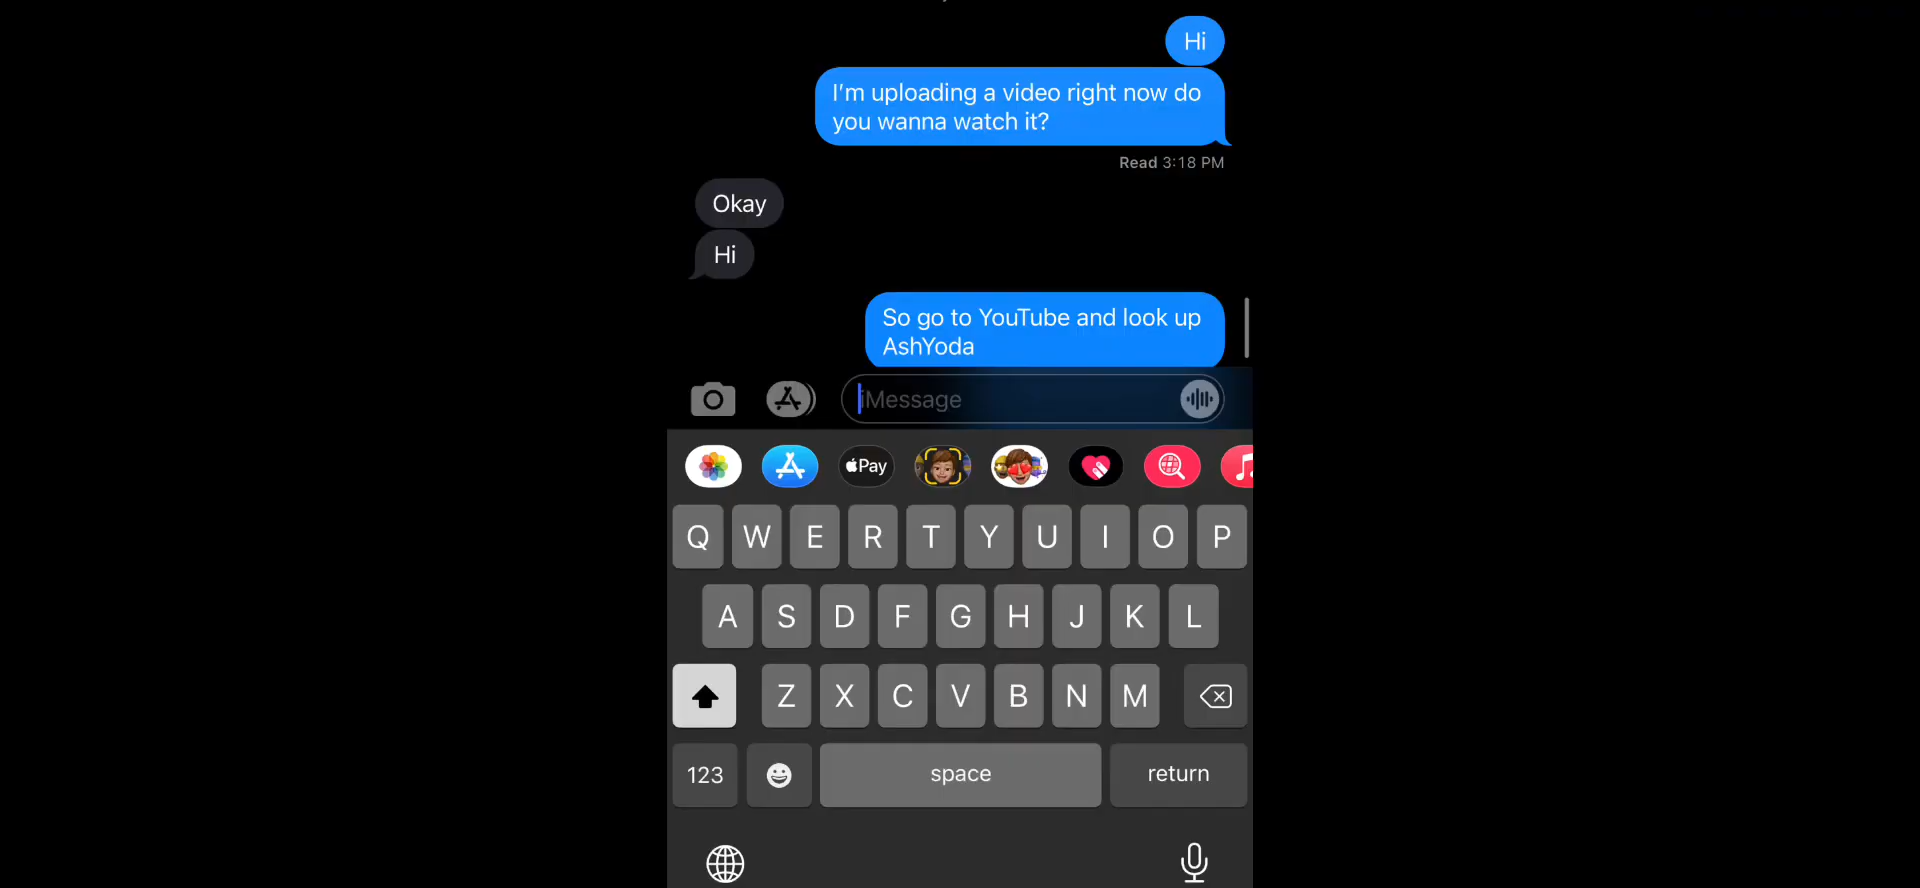 Hi
I'm uploading a video right now do
you wanna watch it?
Read 3:18 PM
Okay
Hi
So go to YouTube and look up
AshYoda
iMessage
Pay
Q W E R T Y U I O P
A S D F G H J K L
Z X C V B N M
123 space return